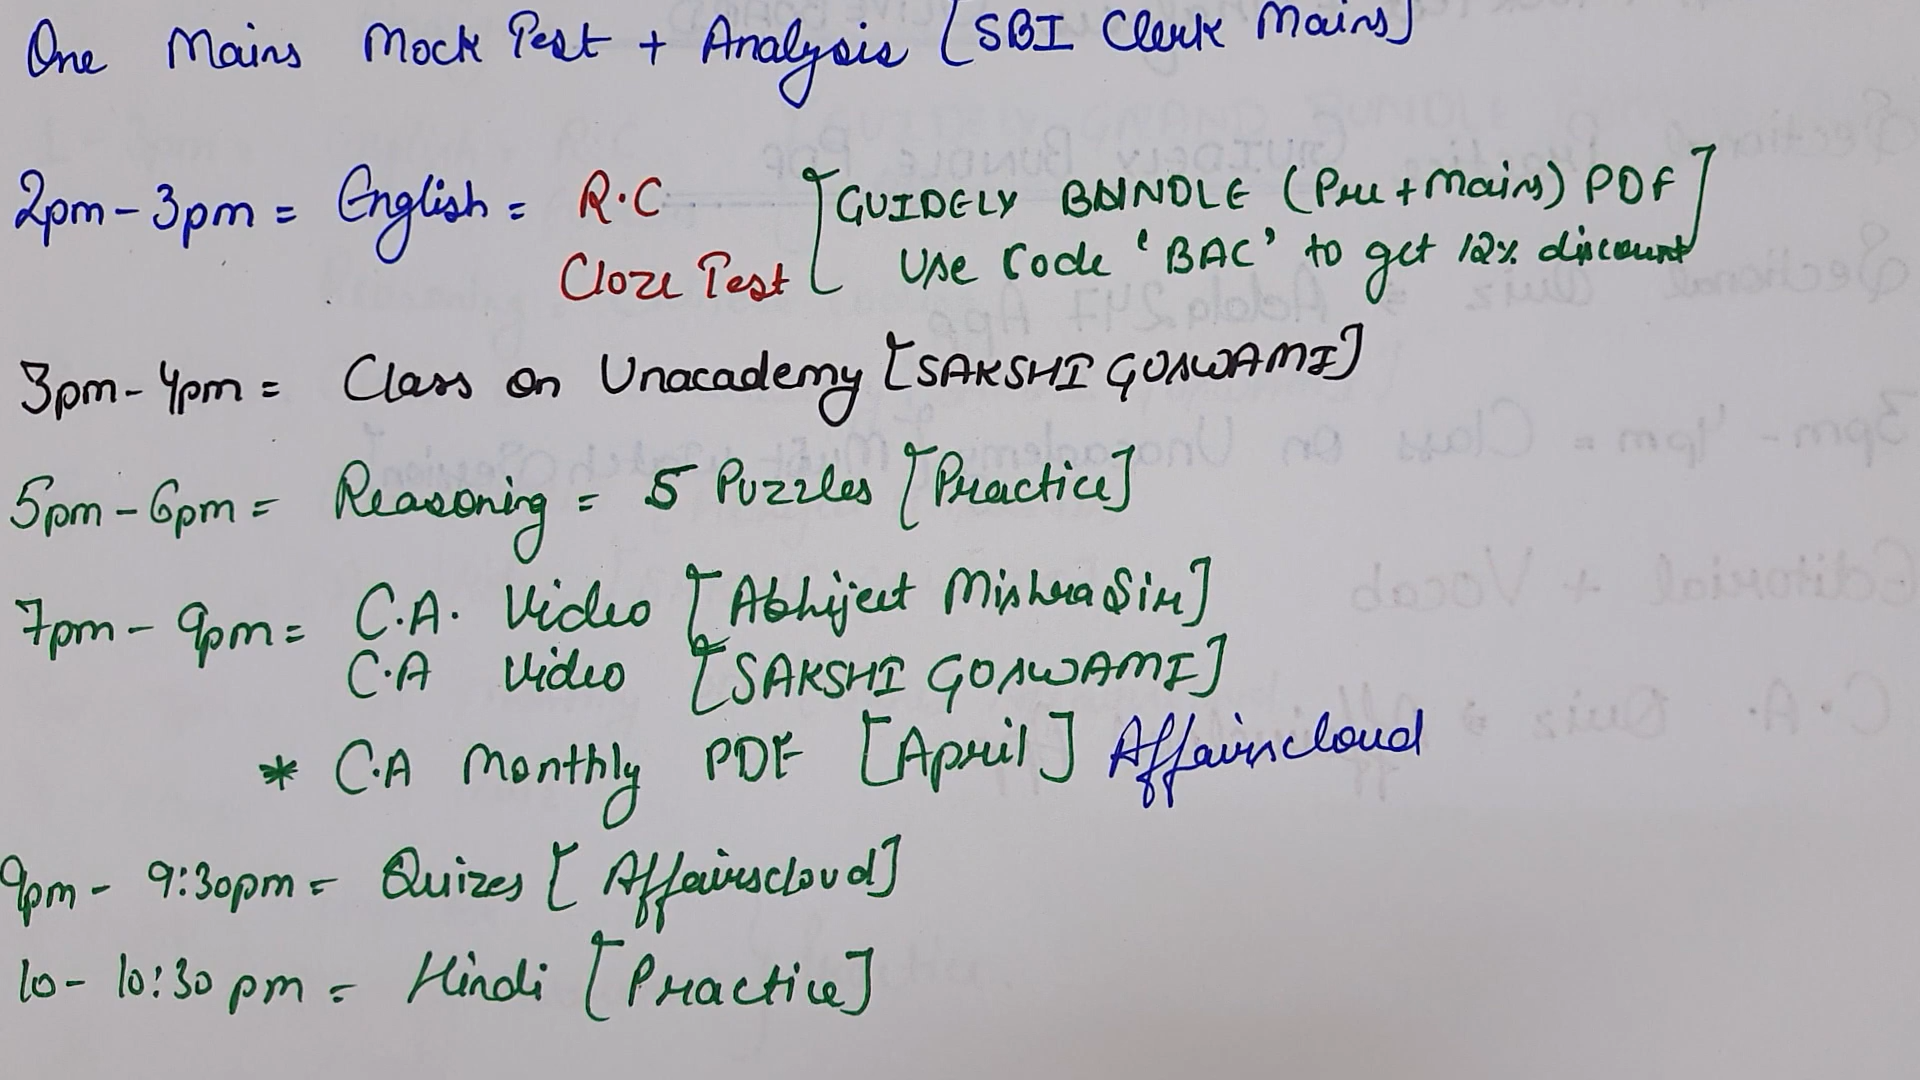 One Mains Mock Test + Analysis [SBI Clerk Mains]
2pm - 3pm = English = R.C [GUIDELY BUNDLE (Pre + Mains) PDF
Cloze Test Use Code 'BAC' to get 12% discount]
3pm - 4pm = Class on Unacademy [SAKSHI GOSWAMI]
5pm - 6pm = Reasoning = 5 Puzzles [Practice]
7pm - 9pm = C.A. Video [Abhijeet Mishra Sir]
C.A Video [SAKSHI GOSWAMI]
* C.A Monthly PDF [April] Affairscloud
9pm - 9:30pm = Quizes [Affairscloud]
10 - 10:30 pm = Hindi [Practice]